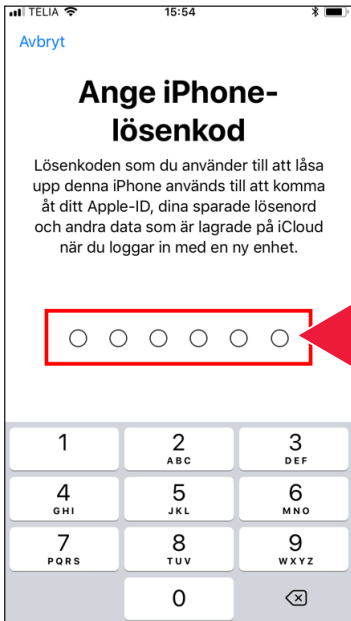 TELIA 15:54
Avbryt
Ange iPhone-
lösenkod
Lösenkoden som du använder till att låsa
upp denna iPhone används till att komma
åt ditt Apple-ID, dina sparade lösenord
och andra data som är lagrade på iCloud
när du loggar in med en ny enhet.
1 2 3
ABC DEF
4 5 6
GHI JKL MNO
7 8 9
PQRS TUV WXYZ
0